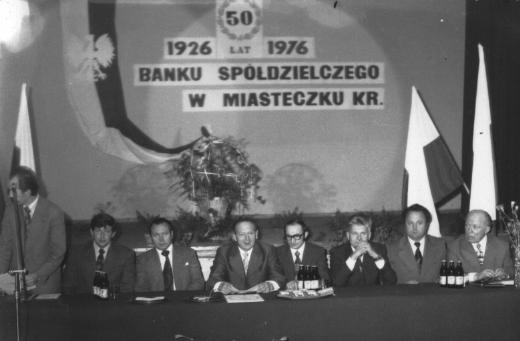 50
1926 LAT 1976
BANKU SPÓŁDZIELCZEGO
W MIASTECZKU KR.